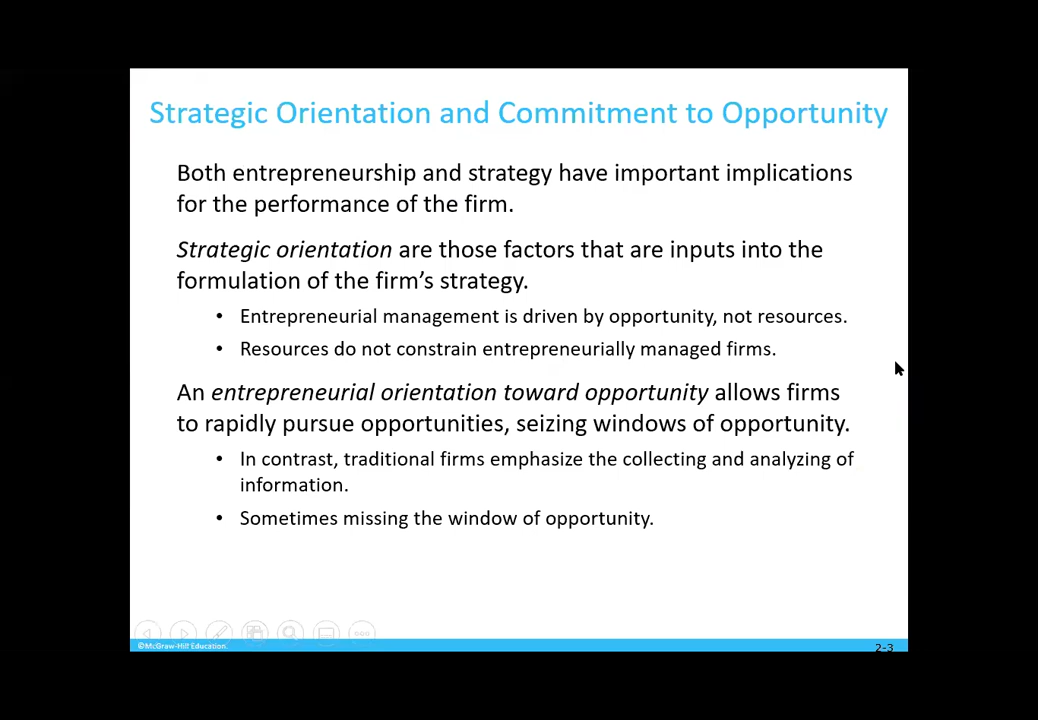 Strategic Orientation and Commitment to Opportunity
Both entrepreneurship and strategy have important implications
for the performance of the firm.
Strategic orientation are those factors that are inputs into the
formulation of the firm’s strategy.
• Entrepreneurial management is driven by opportunity, not resources.
• Resources do not constrain entrepreneurially managed firms.
An entrepreneurial orientation toward opportunity allows firms
to rapidly pursue opportunities, seizing windows of opportunity.
• In contrast, traditional firms emphasize the collecting and analyzing of
information.
• Sometimes missing the window of opportunity.
©McGraw-Hill Education.
2-3